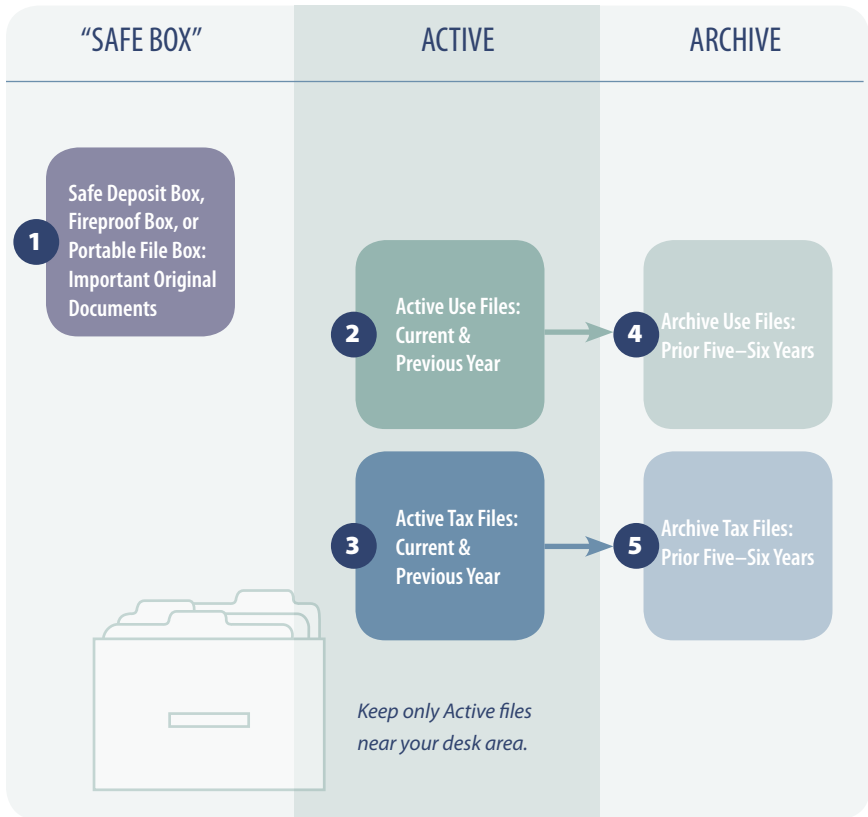 “SAFE BOX”
ACTIVE
ARCHIVE
1
Safe Deposit Box,
Fireproof Box, or
Portable File Box:
Important Original
Documents
2
Active Use Files:
Current &
Previous Year
4
Archive Use Files:
Prior Five–Six Years
3
Active Tax Files:
Current &
Previous Year
5
Archive Tax Files:
Prior Five–Six Years
Keep only Active files
near your desk area.